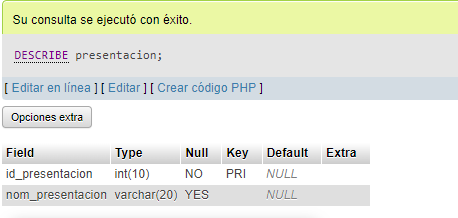 Su consulta se ejecutó con éxito.
DESCRIBE presentacion;
[ Editar en línea ] [ Editar ] [ Crear código PHP ]
Opciones extra
Field Type Null Key Default Extra
id_presentacion int(10) NO PRI NULL
nom_presentacion varchar(20) YES NULL